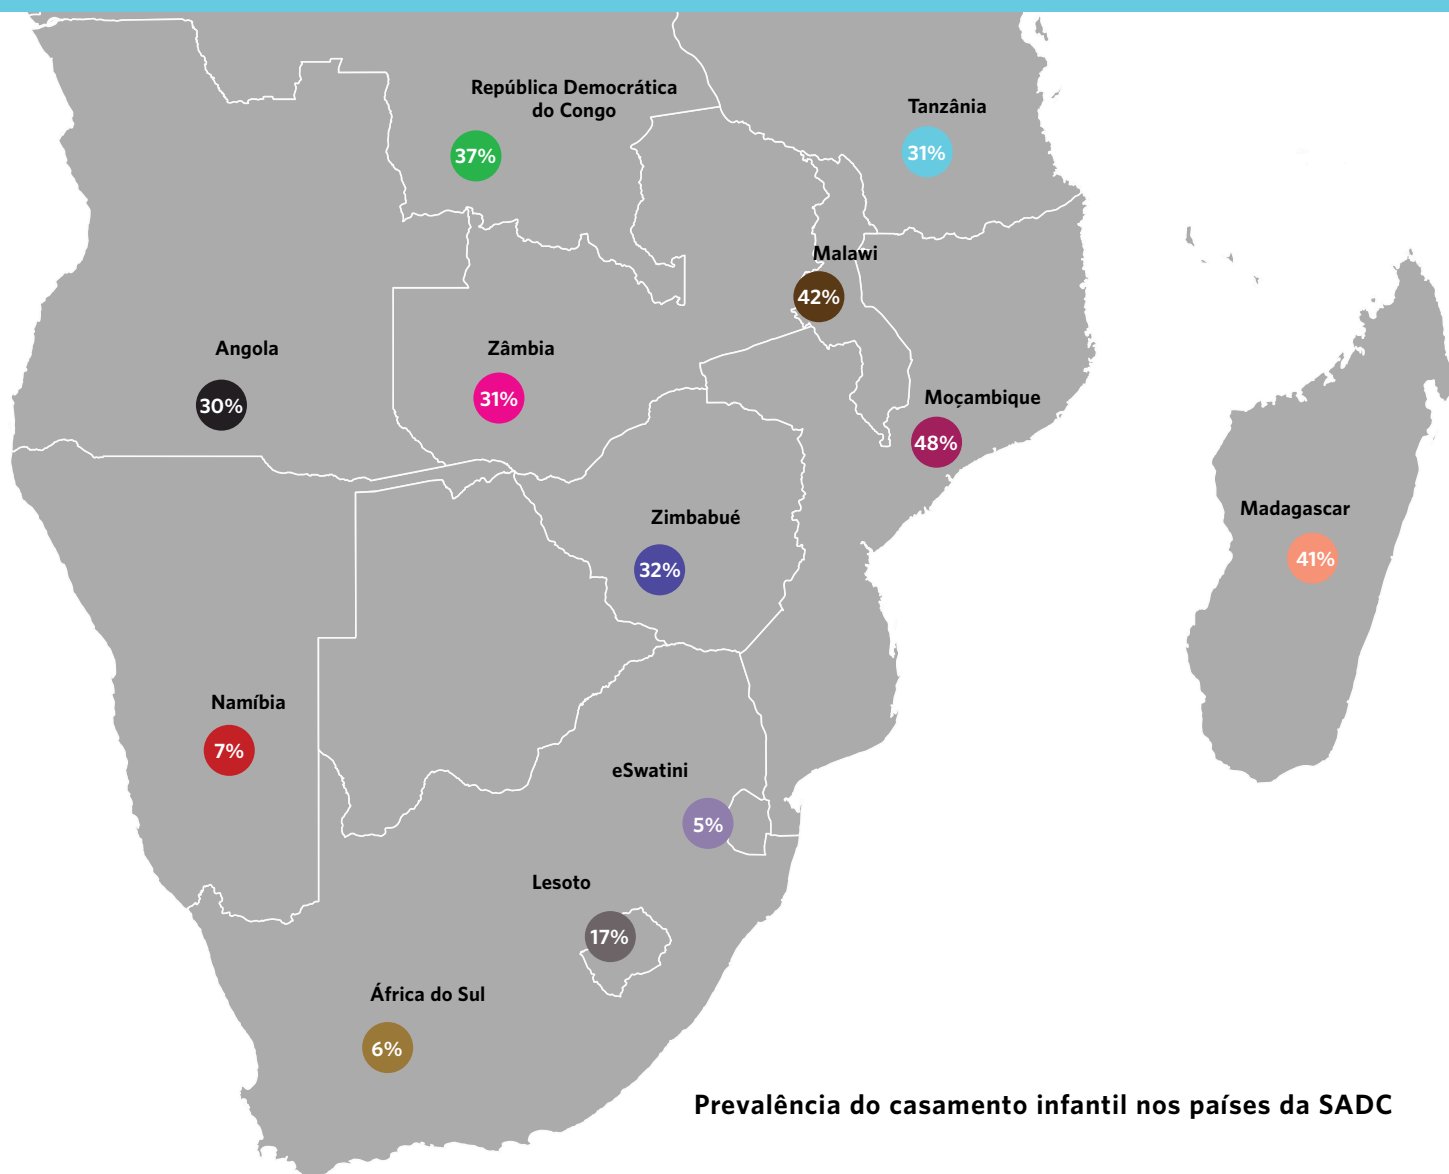 República Democrática
do Congo
37%
Tanzânia
31%
Malawi
42%
Angola
30%
Zâmbia
31%
Moçambique
48%
Zimbabué
32%
Madagascar
41%
Namíbia
7%
eSwatini
5%
Lesoto
17%
África do Sul
6%
Prevalência do casamento infantil nos países da SADC